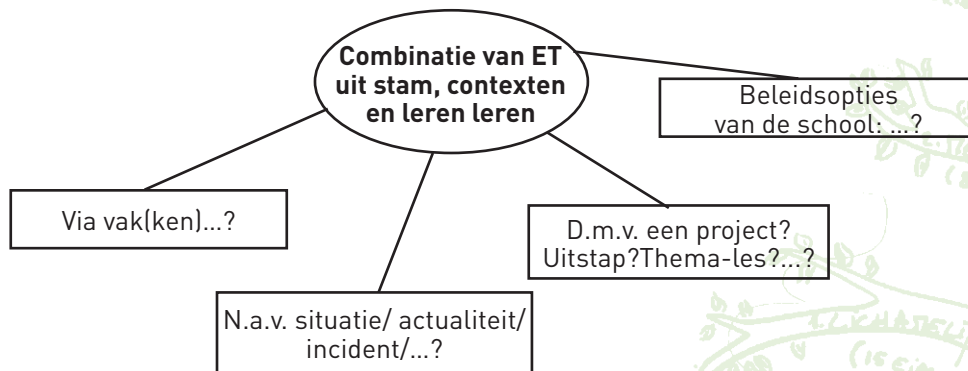 Combinatie van ET
uit stam, contexten
en leren leren
Beleidsopties
van de school: ...?
Via vak(ken)...?
D.m.v. een project?
Uitstap?Thema-les?...?
N.a.v. situatie/ actualiteit/
incident/...?